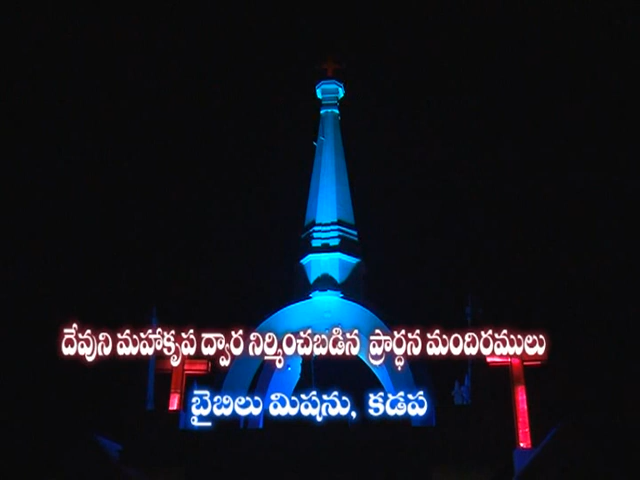 దేవుని మహాకృప ద్వార నిర్మించబడిన ప్రార్ధన మందిరములు
బైబిలు మిషను, కడప